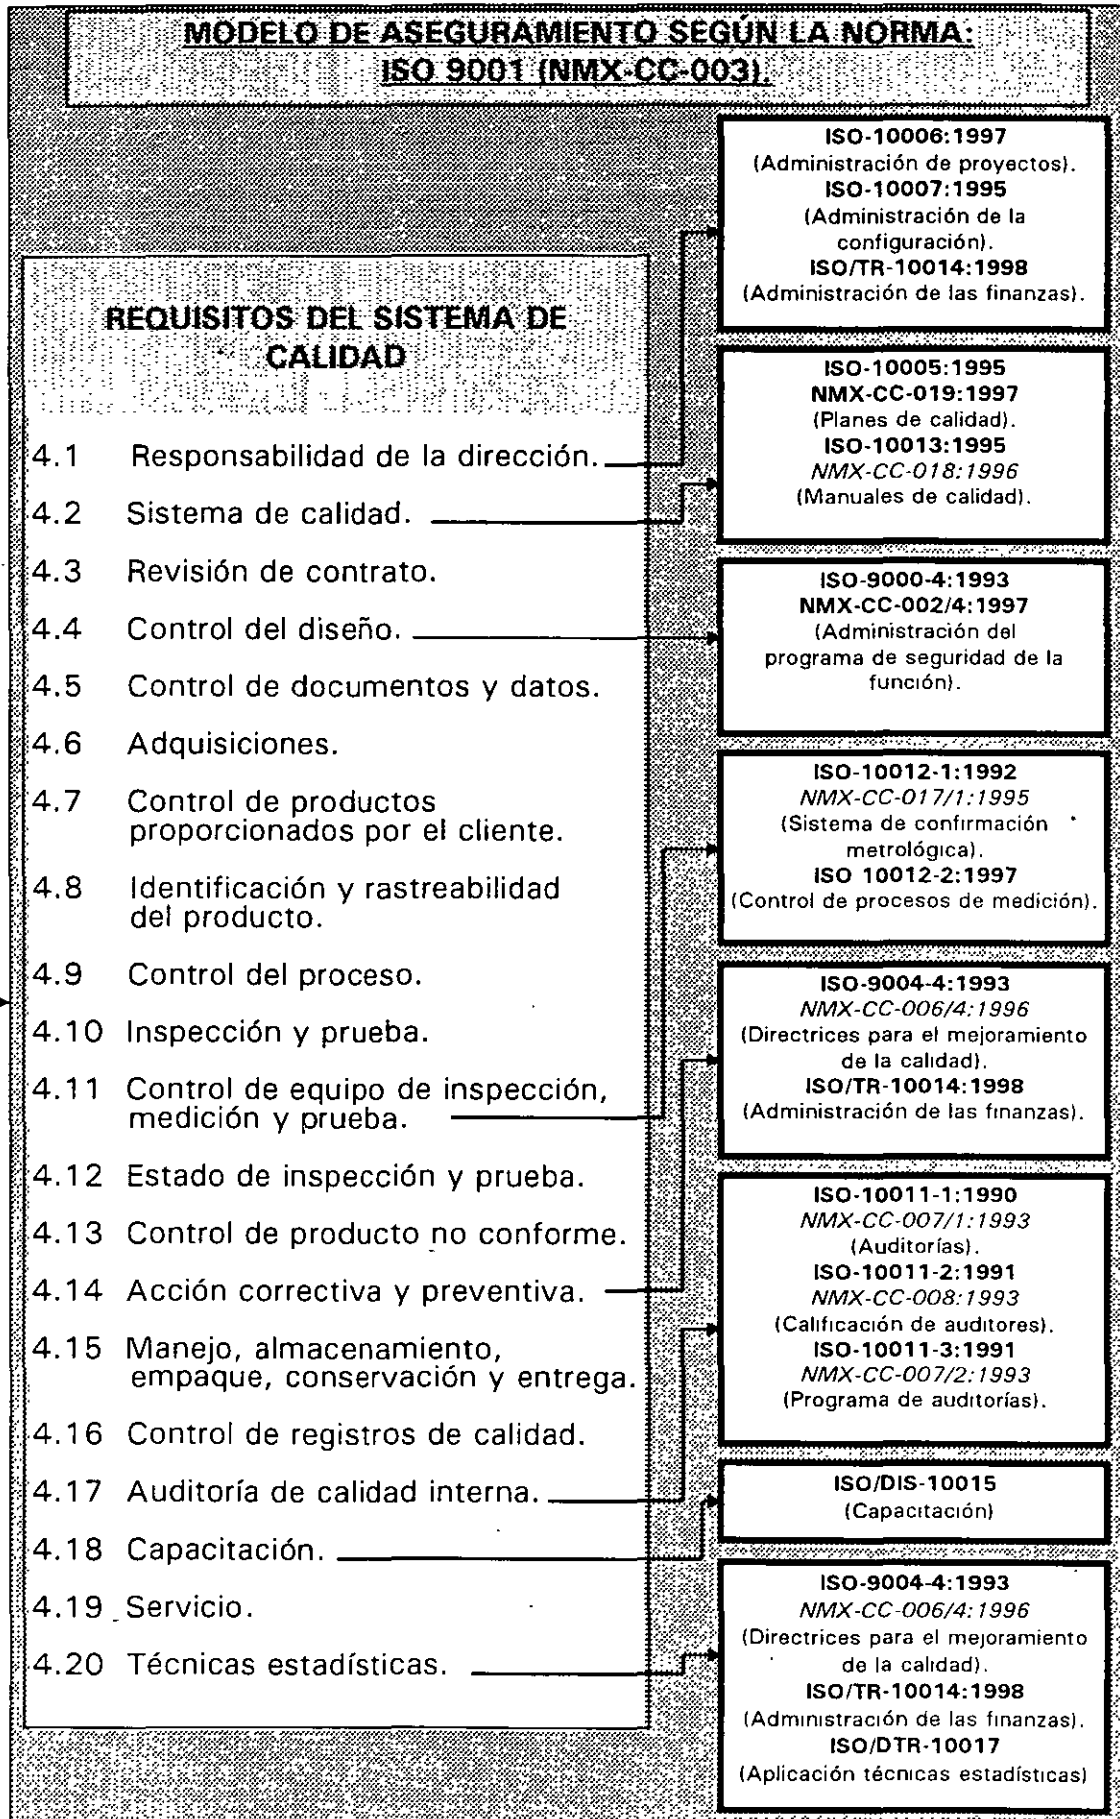 MODELO DE ASEGURAMIENTO SEGÚN LA NORMA:
ISO 9001 (NMX-CC-003).
REQUISITOS DEL SISTEMA DE
CALIDAD
4.1 Responsabilidad de la dirección.
4.2 Sistema de calidad.
4.3 Revisión de contrato.
4.4 Control del diseño.
4.5 Control de documentos y datos.
4.6 Adquisiciones.
4.7 Control de productos
proporcionados por el cliente.
4.8 Identificación y rastreabilidad
del producto.
4.9 Control del proceso.
4.10 Inspección y prueba.
4.11 Control de equipo de inspección,
medición y prueba.
4.12 Estado de inspección y prueba.
4.13 Control de producto no conforme.
4.14 Acción correctiva y preventiva.
4.15 Manejo, almacenamiento,
empaque, conservación y entrega.
4.16 Control de registros de calidad.
4.17 Auditoría de calidad interna.
4.18 Capacitación.
4.19 Servicio.
4.20 Técnicas estadísticas.
ISO-10006:1997
(Administración de proyectos).
ISO-10007:1995
(Administración de la
configuración).
ISO/TR-10014:1998
(Administración de las finanzas).
ISO-10005:1995
NMX-CC-019:1997
(Planes de calidad).
ISO-10013:1995
NMX-CC-018:1996
(Manuales de calidad).
ISO-9000-4:1993
NMX-CC-002/4:1997
(Administración del
programa de seguridad de la
función).
ISO-10012-1:1992
NMX-CC-017/1:1995
(Sistema de confirmación
metrológica).
ISO 10012-2:1997
(Control de procesos de medición).
ISO-9004-4:1993
NMX-CC-006/4:1996
(Directrices para el mejoramiento
de la calidad).
ISO/TR-10014:1998
(Administración de las finanzas).
ISO-10011-1:1990
NMX-CC-007/1:1993
(Auditorías).
ISO-10011-2:1991
NMX-CC-008:1993
(Calificación de auditores).
ISO-10011-3:1991
NMX-CC-007/2:1993
(Programa de auditorías).
ISO/DIS-10015
(Capacitación)
ISO-9004-4:1993
NMX-CC-006/4:1996
(Directrices para el mejoramiento
de la calidad).
ISO/TR-10014:1998
(Administración de las finanzas).
ISO/DTR-10017
(Aplicación técnicas estadísticas)